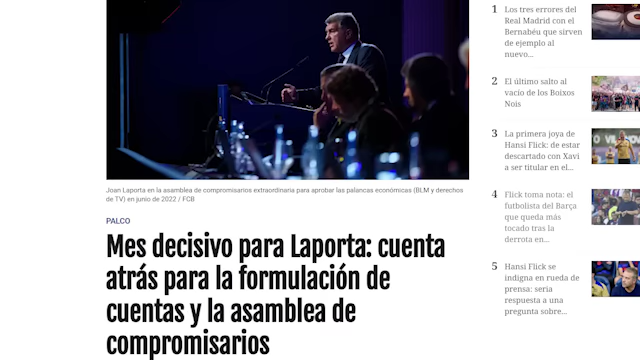 Joan Laporta en la asamblea de compromisarios extraordinaria para aprobar las palancas económicas (BLM y derechos
de TV) en junio de 2022 / FCB
PALCO
Mes decisivo para Laporta: cuenta
atrás para la formulación de
cuentas y la asamblea de
compromisarios
1 Los tres errores del
Real Madrid con el
Bernabéu que sirven
de ejemplo al
nuevo...
2 El último salto al
vacío de los Boixos
Nois
3 La primera joya de
Hansi Flick: de estar
descartado con Xavi
a ser titular en el...
4 Flick toma nota: el
futbolista del Barça
que queda más
tocado tras la
derrota en...
5 Hansi Flick se
indigna en rueda de
prensa: seria
respuesta a una
pregunta sobre...